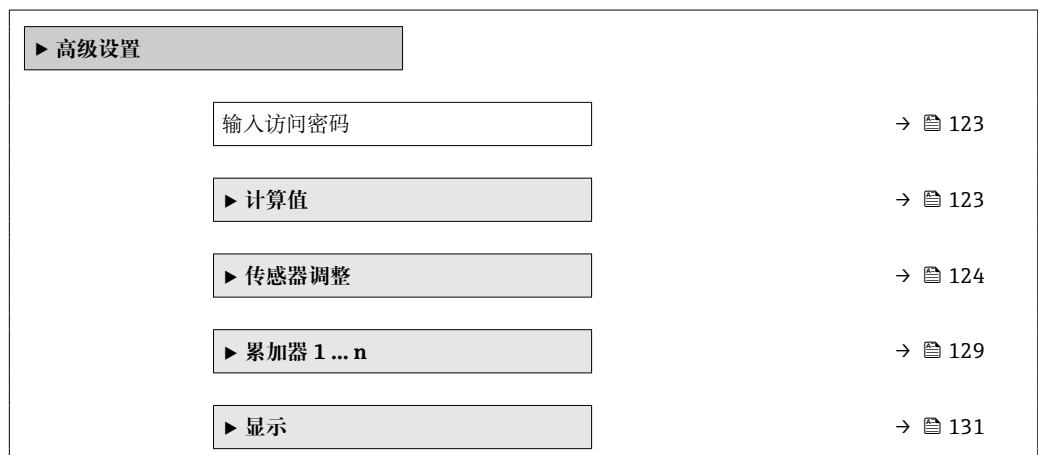 ▶ 高级设置
输入访问密码 → 123
▶ 计算值 → 123
▶ 传感器调整 → 124
▶ 累加器 1 … n → 129
▶ 显示 → 131